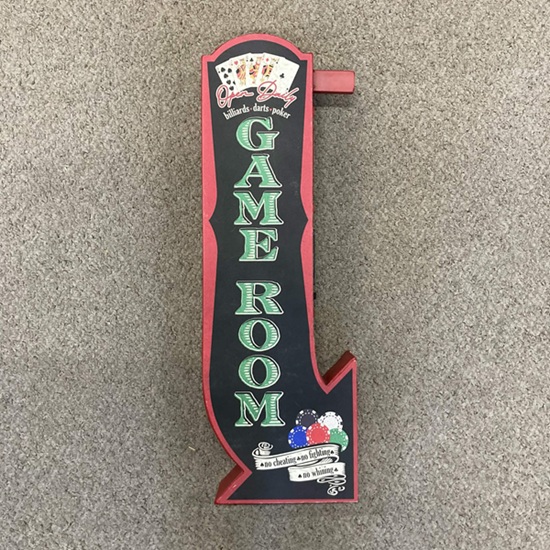 Open Daily
billiards · darts · poker
GAME ROOM
no cheating ♠ no fighting
♠ no whining ♠